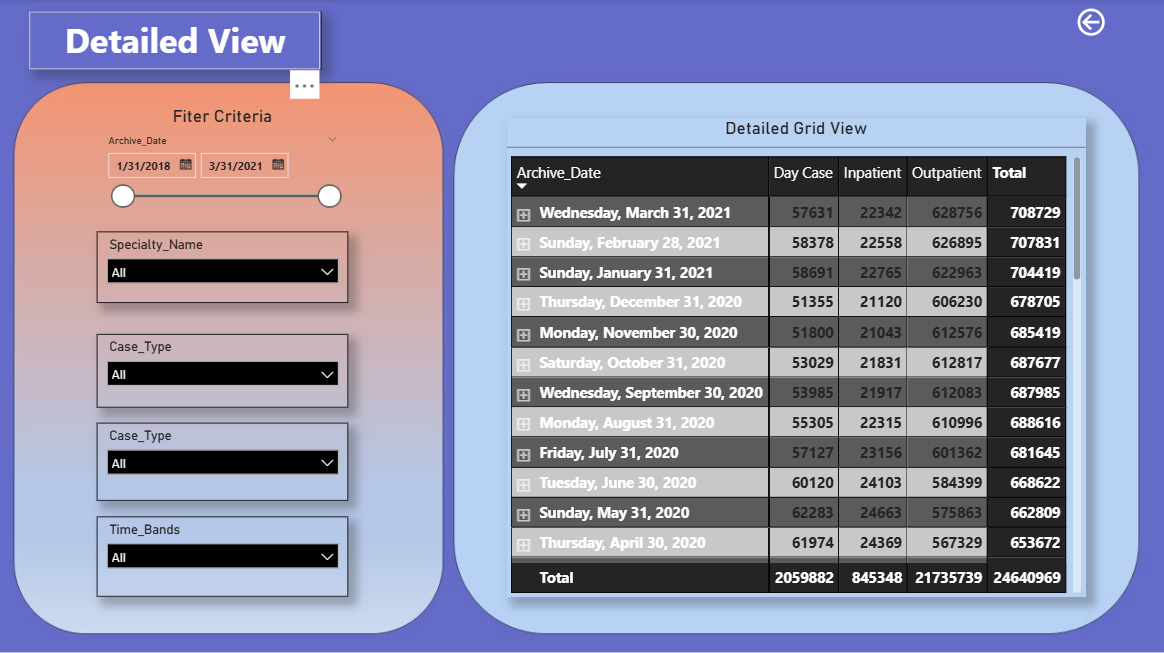 Detailed View
...
Fiter Criteria
Archive_Date
1/31/2018 3/31/2021
Specialty_Name
All
Case_Type
All
Case_Type
All
Time_Bands
All
Detailed Grid View
Archive_Date Day Case Inpatient Outpatient Total
Wednesday, March 31, 2021 57631 22342 628756 708729
Sunday, February 28, 2021 58378 22558 626895 707831
Sunday, January 31, 2021 58691 22765 622963 704419
Thursday, December 31, 2020 51355 21120 606230 678705
Monday, November 30, 2020 51800 21043 612576 685419
Saturday, October 31, 2020 53029 21831 612817 687677
Wednesday, September 30, 2020 53985 21917 612083 687985
Monday, August 31, 2020 55305 22315 610996 688616
Friday, July 31, 2020 57127 23156 601362 681645
Tuesday, June 30, 2020 60120 24103 584399 668622
Sunday, May 31, 2020 62283 24663 575863 662809
Thursday, April 30, 2020 61974 24369 567329 653672
Total 2059882 845348 21735739 24640969